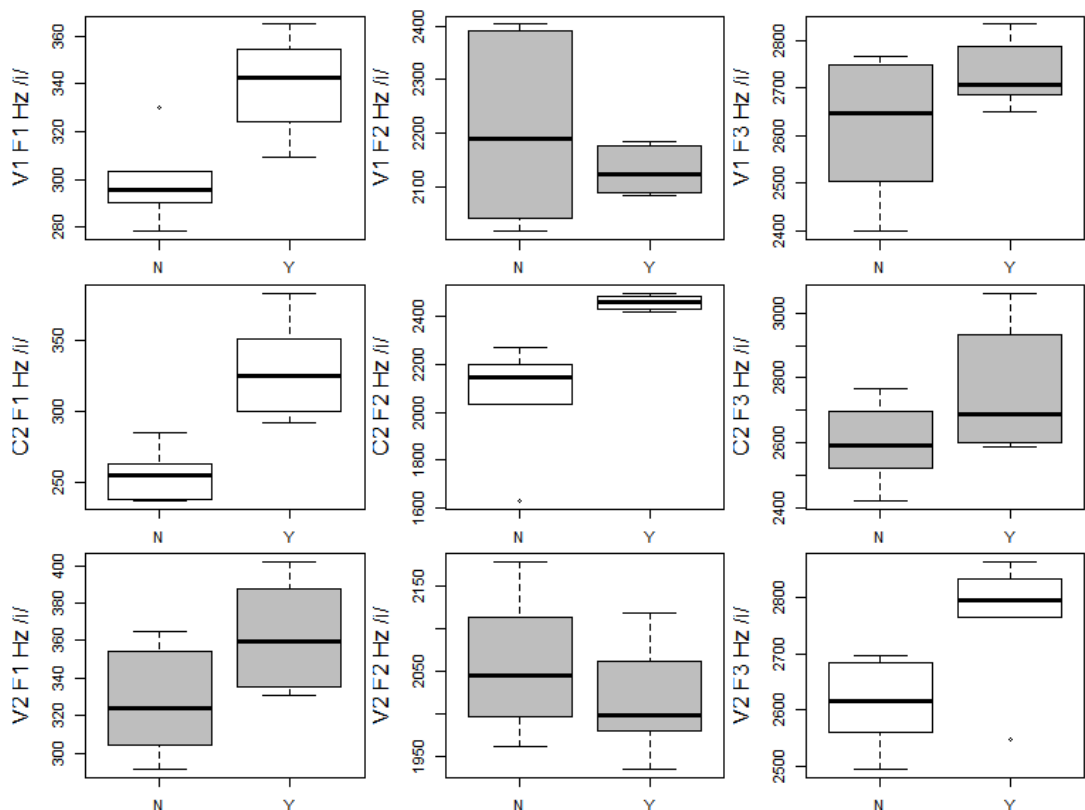 V1 F1 Hz /i/
280 300 320 340 360
N Y
V1 F2 Hz /i/
2100 2200 2300 2400
N Y
V1 F3 Hz /i/
2400 2500 2600 2700 2800
N Y
C2 F1 Hz /i/
250 300 350
N Y
C2 F2 Hz /i/
1600 1800 2000 2200 2400
N Y
C2 F3 Hz /i/
2400 2600 2800 3000
N Y
V2 F1 Hz /i/
300 320 340 360 380 400
N Y
V2 F2 Hz /i/
1950 2050 2150
N Y
V2 F3 Hz /i/
2500 2600 2700 2800
N Y